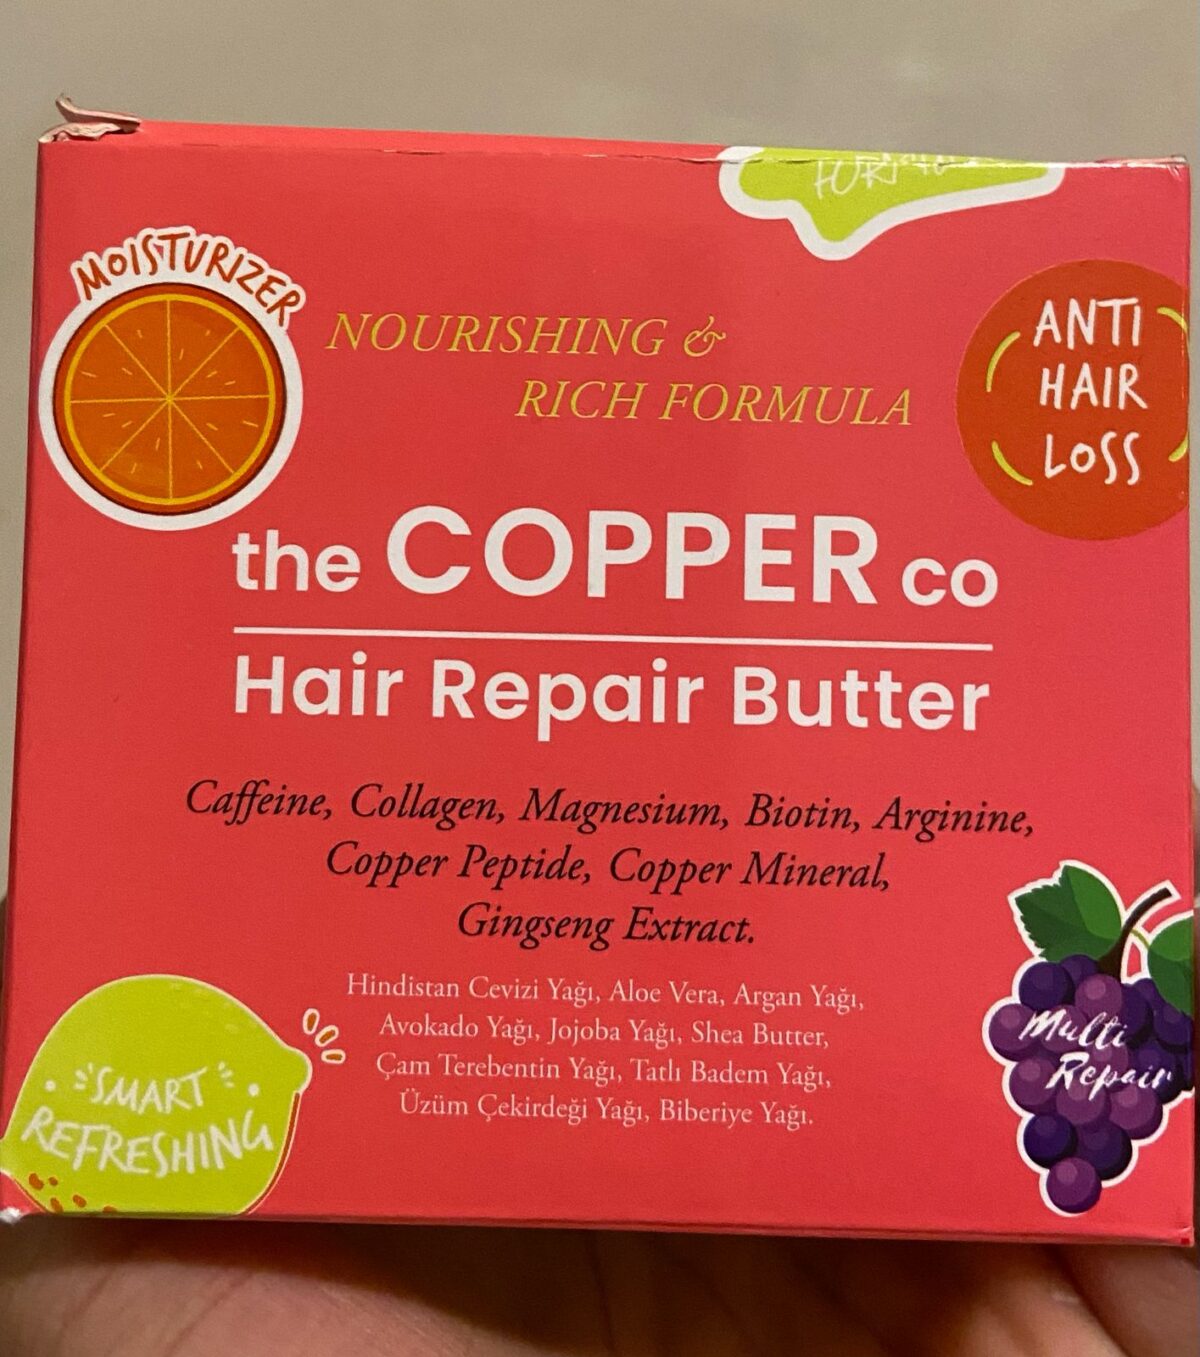 MOISTURIZER
NOURISHING &
RICH FORMULA
ANTI
HAIR
LOSS
the COPPER co
Hair Repair Butter
Caffeine, Collagen, Magnesium, Biotin, Arginine,
Copper Peptide, Copper Mineral,
Gingseng Extract.
Hindistan Cevizi Yağı, Aloe Vera, Argan Yağı,
Avokado Yağı, Jojoba Yağı, Shea Butter,
Çam Terebentin Yağı, Tatlı Badem Yağı,
Üzüm Çekirdeği Yağı, Biberiye Yağı.
SMART
REFRESHING
Multi
Repair